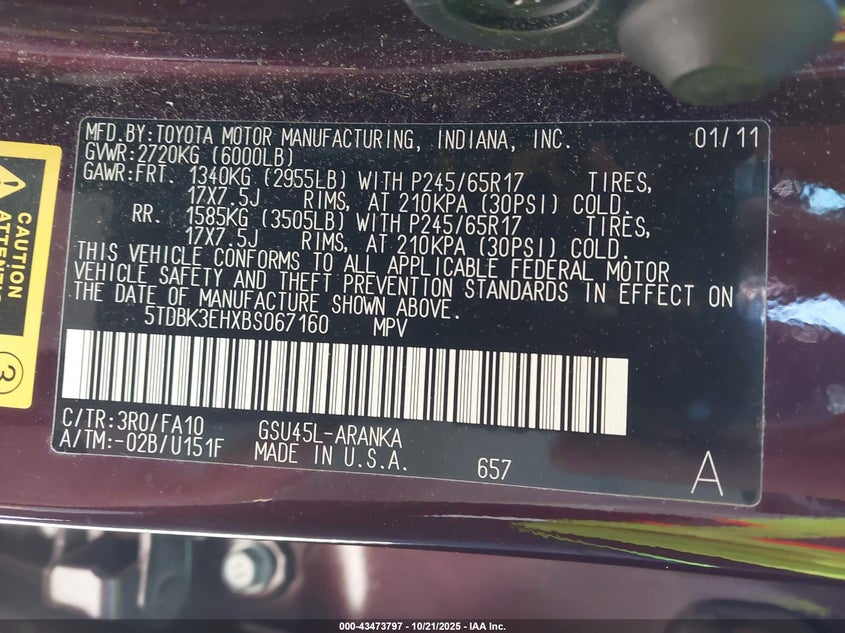 MFD.BY:TOYOTA MOTOR MANUFACTURING, INDIANA, INC. 01/11
GVWR:2720KG (6000LB)
GAWR:FRT. 1340KG (2955LB) WITH P245/65R17 TIRES,
17X7.5J RIMS, AT 210KPA (30PSI) COLD.
RR. 1585KG (3505LB) WITH P245/65R17 TIRES,
17X7.5J RIMS, AT 210KPA (30PSI) COLD.
THIS VEHICLE CONFORMS TO ALL APPLICABLE FEDERAL MOTOR
VEHICLE SAFETY AND THEFT PREVENTION STANDARDS IN EFFECT ON
THE DATE OF MANUFACTURE SHOWN ABOVE.
5TDBK3EHXBS067160 MPV
C/TR:3R0/FA10 GSU45L-ARANKA
A/TM:-02B/U151F MADE IN U.S.A. 657 A
CAUTION
3
000-43473797 - 10/21/2025 - IAA Inc.